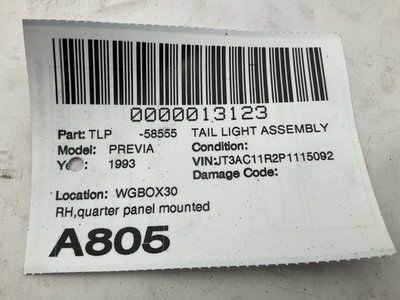 0000013123
Part: TLP -58555 TAIL LIGHT ASSEMBLY
Model: PREVIA Condition:
Year: 1993 VIN:JT3AC11R2P1115092
Damage Code:
Location: WGBOX30
RH,quarter panel mounted
A805